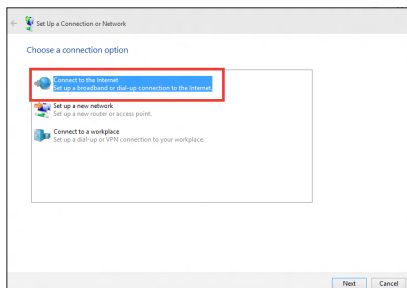 Set Up a Connection or Network
Choose a connection option
Connect to the Internet
Set up a broadband or dial-up connection to the Internet.
Set up a new network
Set up a new router or access point.
Connect to a workplace
Set up a dial-up or VPN connection to your workplace.
Next Cancel